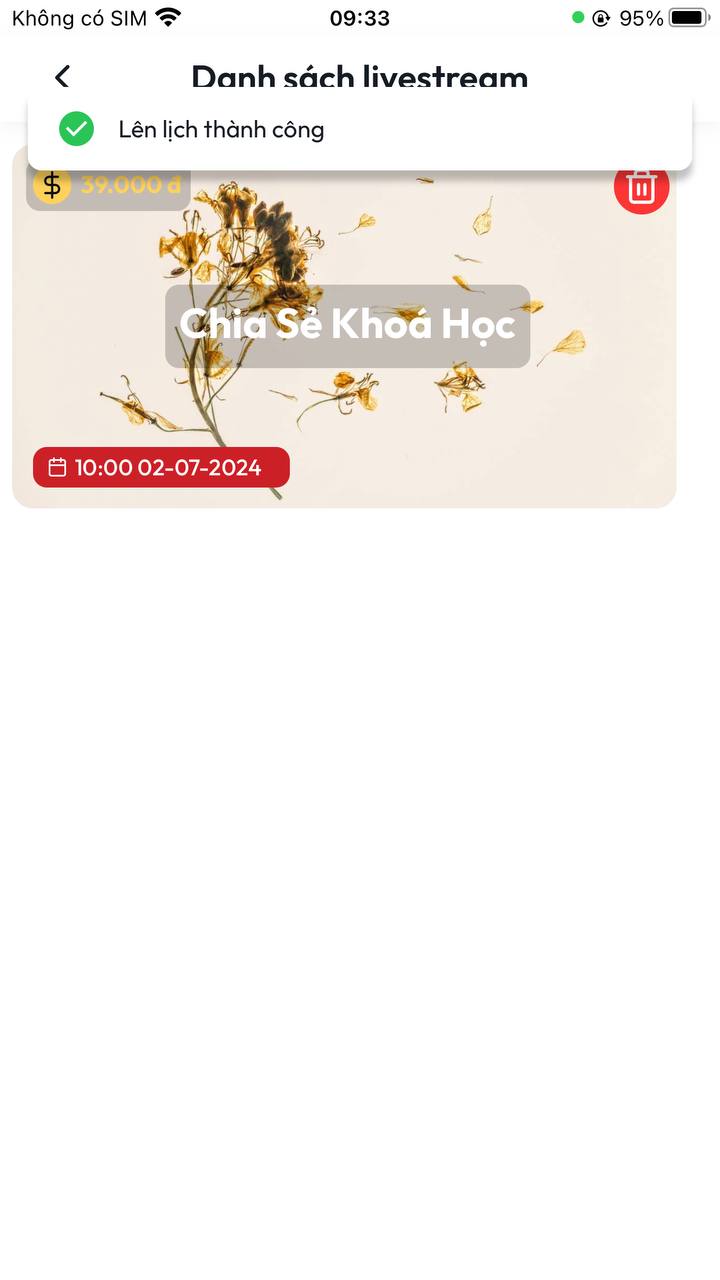 Không có SIM 09:33 95%
Danh sách livestream
Lên lịch thành công
$ 39.000 đ
Chia Sẻ Khoá Học
10:00 02-07-2024